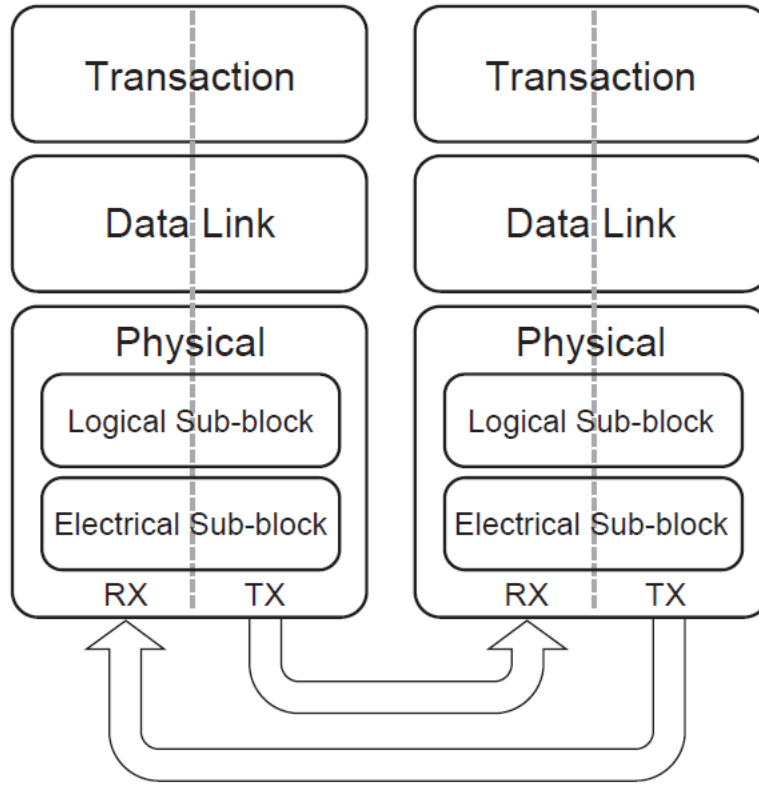 Transaction
Transaction
Data Link
Data Link
Physical
Physical
Logical Sub-block
Logical Sub-block
Electrical Sub-block
Electrical Sub-block
RX TX
RX TX